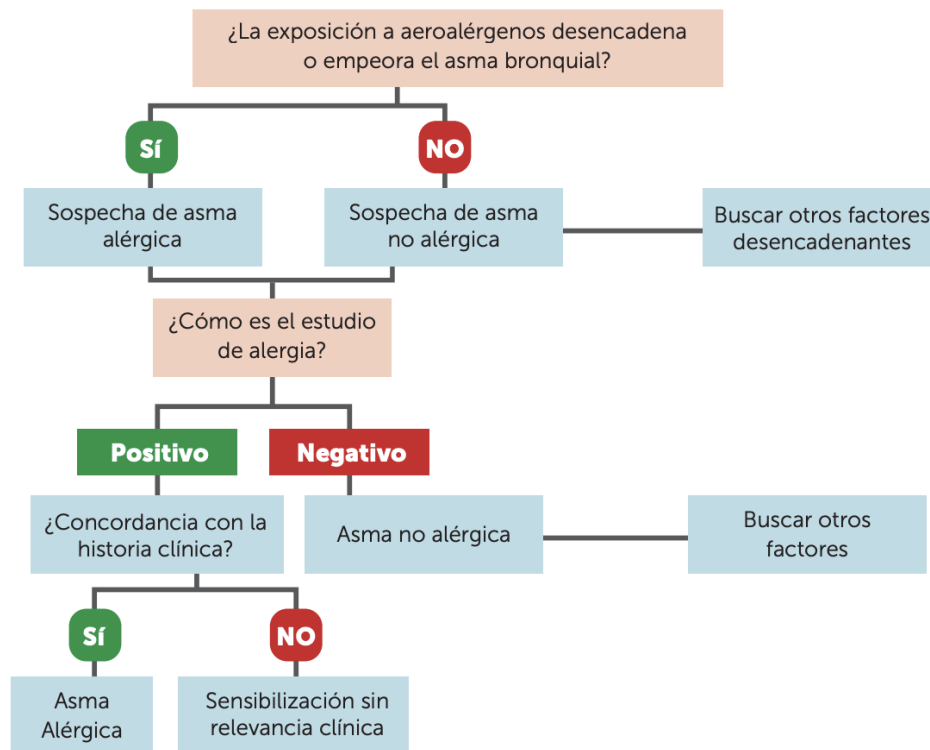 ¿La exposición a aeroalérgenos desencadena
o empeora el asma bronquial?
Sí
NO
Sospecha de asma
alérgica
Sospecha de asma
no alérgica
Buscar otros factores
desencadenantes
¿Cómo es el estudio
de alergia?
Positivo
Negativo
¿Concordancia con la
historia clínica?
Asma no alérgica
Buscar otros
factores
Sí
NO
Asma
Alérgica
Sensibilización sin
relevancia clínica